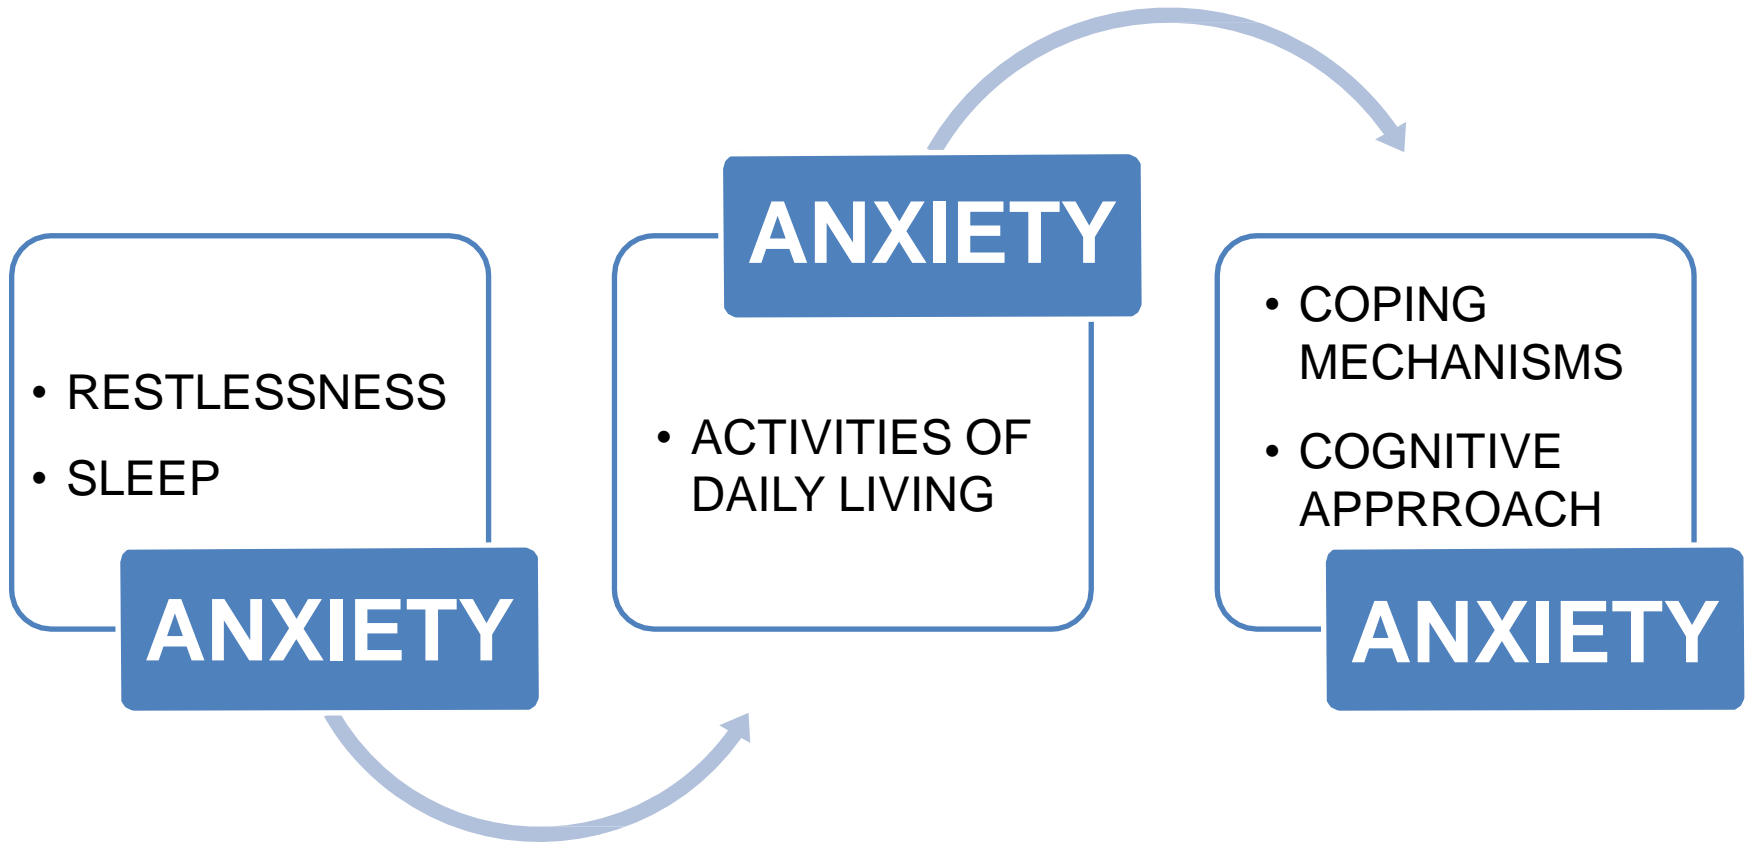 • RESTLESSNESS
• SLEEP
ANXIETY
ANXIETY
• ACTIVITIES OF
DAILY LIVING
• COPING
MECHANISMS
• COGNITIVE
APPRROACH
ANXIETY